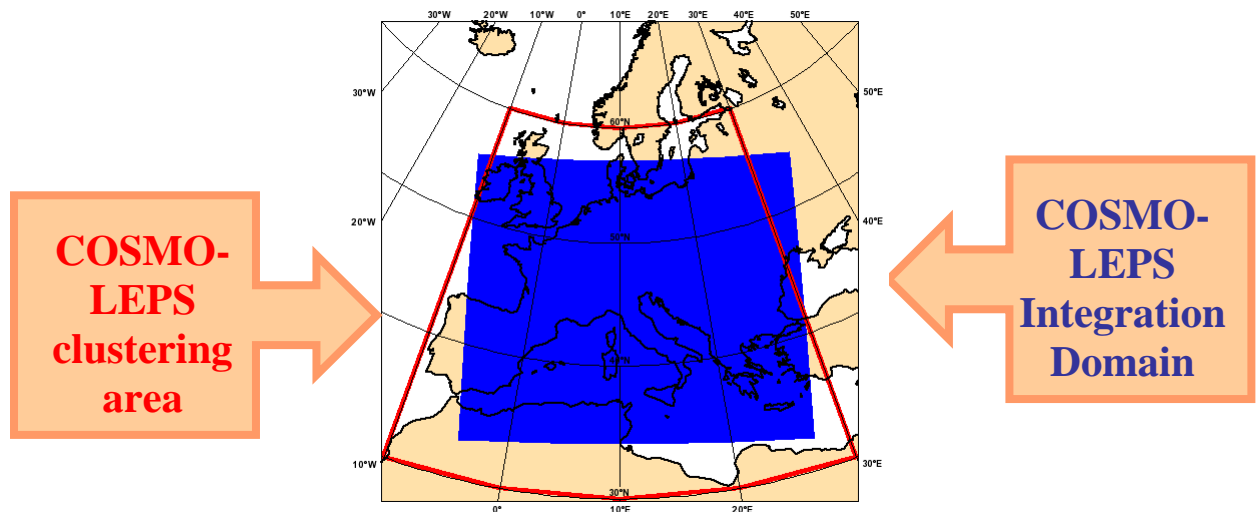 30°W 20°W 10°W 0° 10°E 20°E 30°E 40°E 50°E
30°W
50°E
60°N
20°W
40°E
50°N
40°N
10°W
30°E
30°N
0° 10°E 20°E
COSMO-
LEPS
clustering
area
COSMO-
LEPS
Integration
Domain